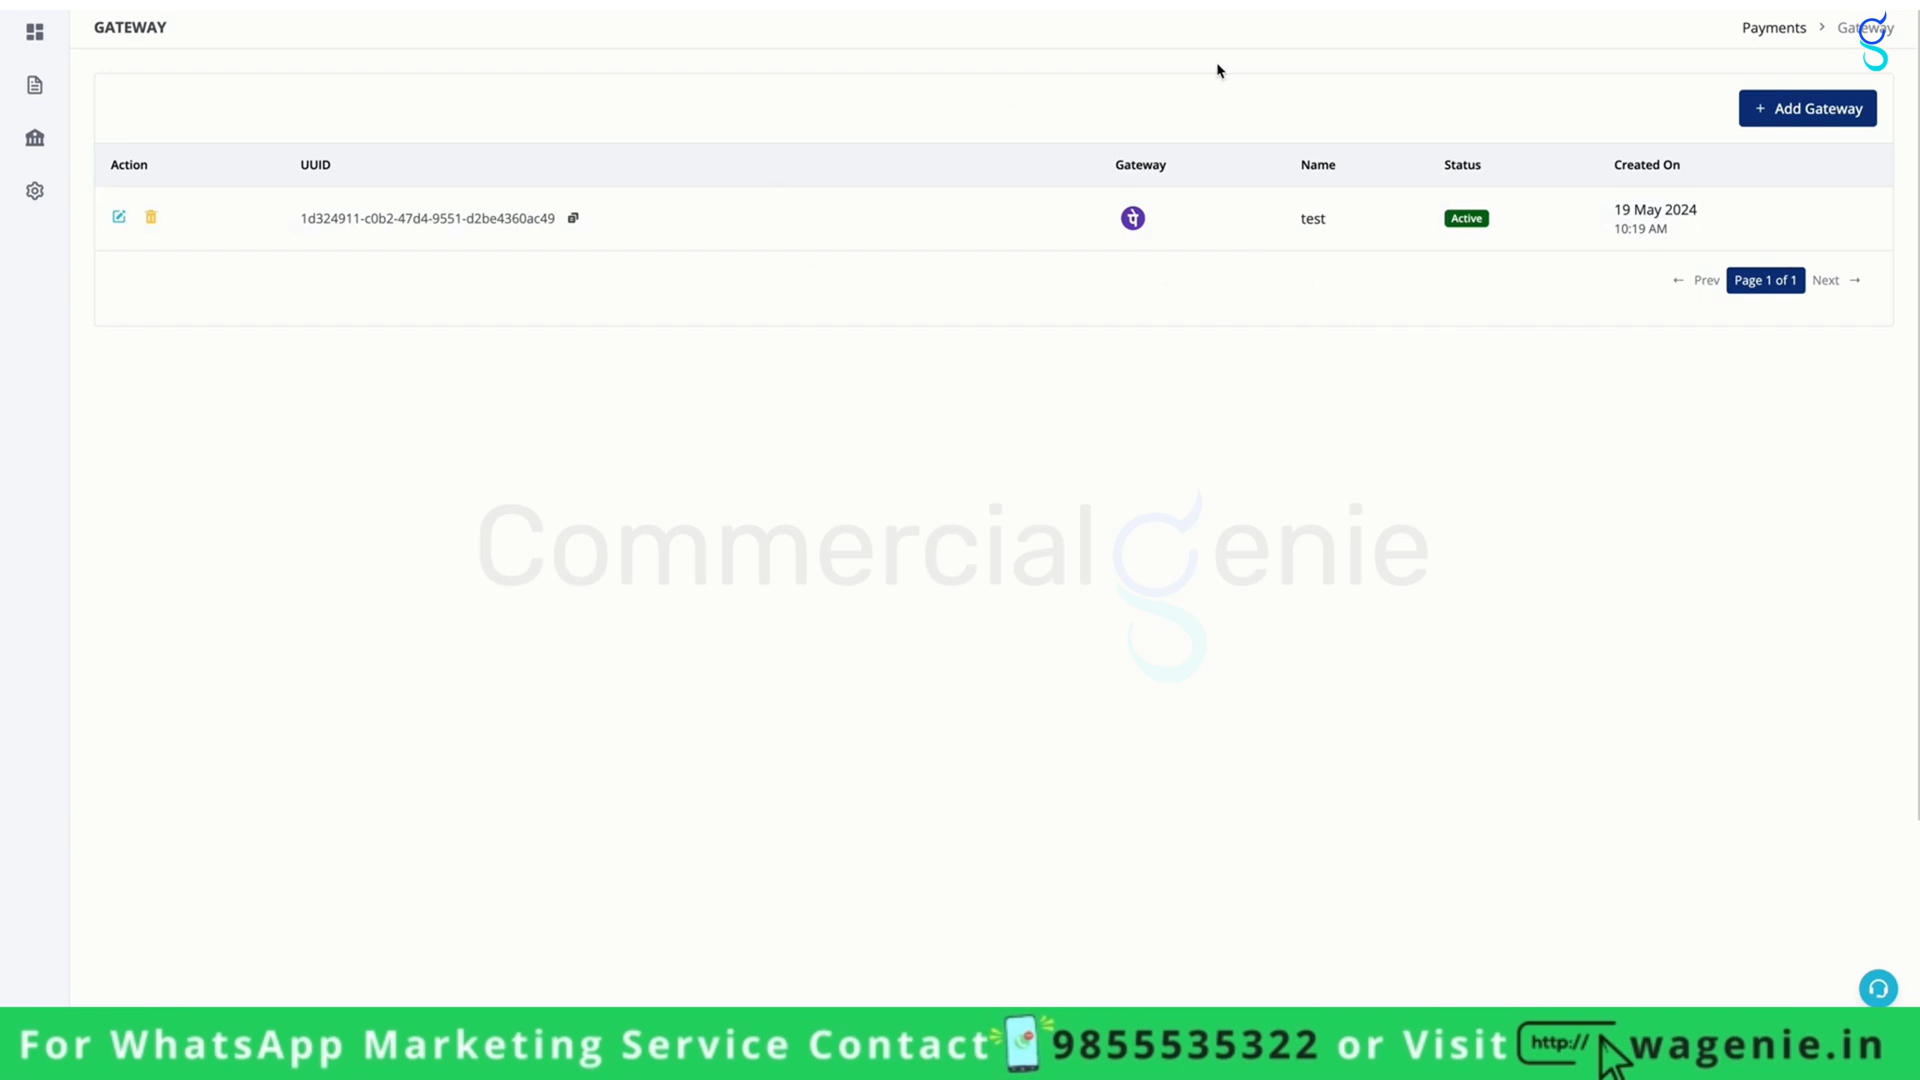 GATEWAY
Payments > Gateway
+ Add Gateway
Action UUID Gateway Name Status Created On
1d324911-c0b2-47d4-9551-d2be4360ac49 पे test Active 19 May 2024
10:19 AM
← Prev Page 1 of 1 Next →
Commercialgenie
For WhatsApp Marketing Service Contact 9855535322 or Visit http:// wagenie.in